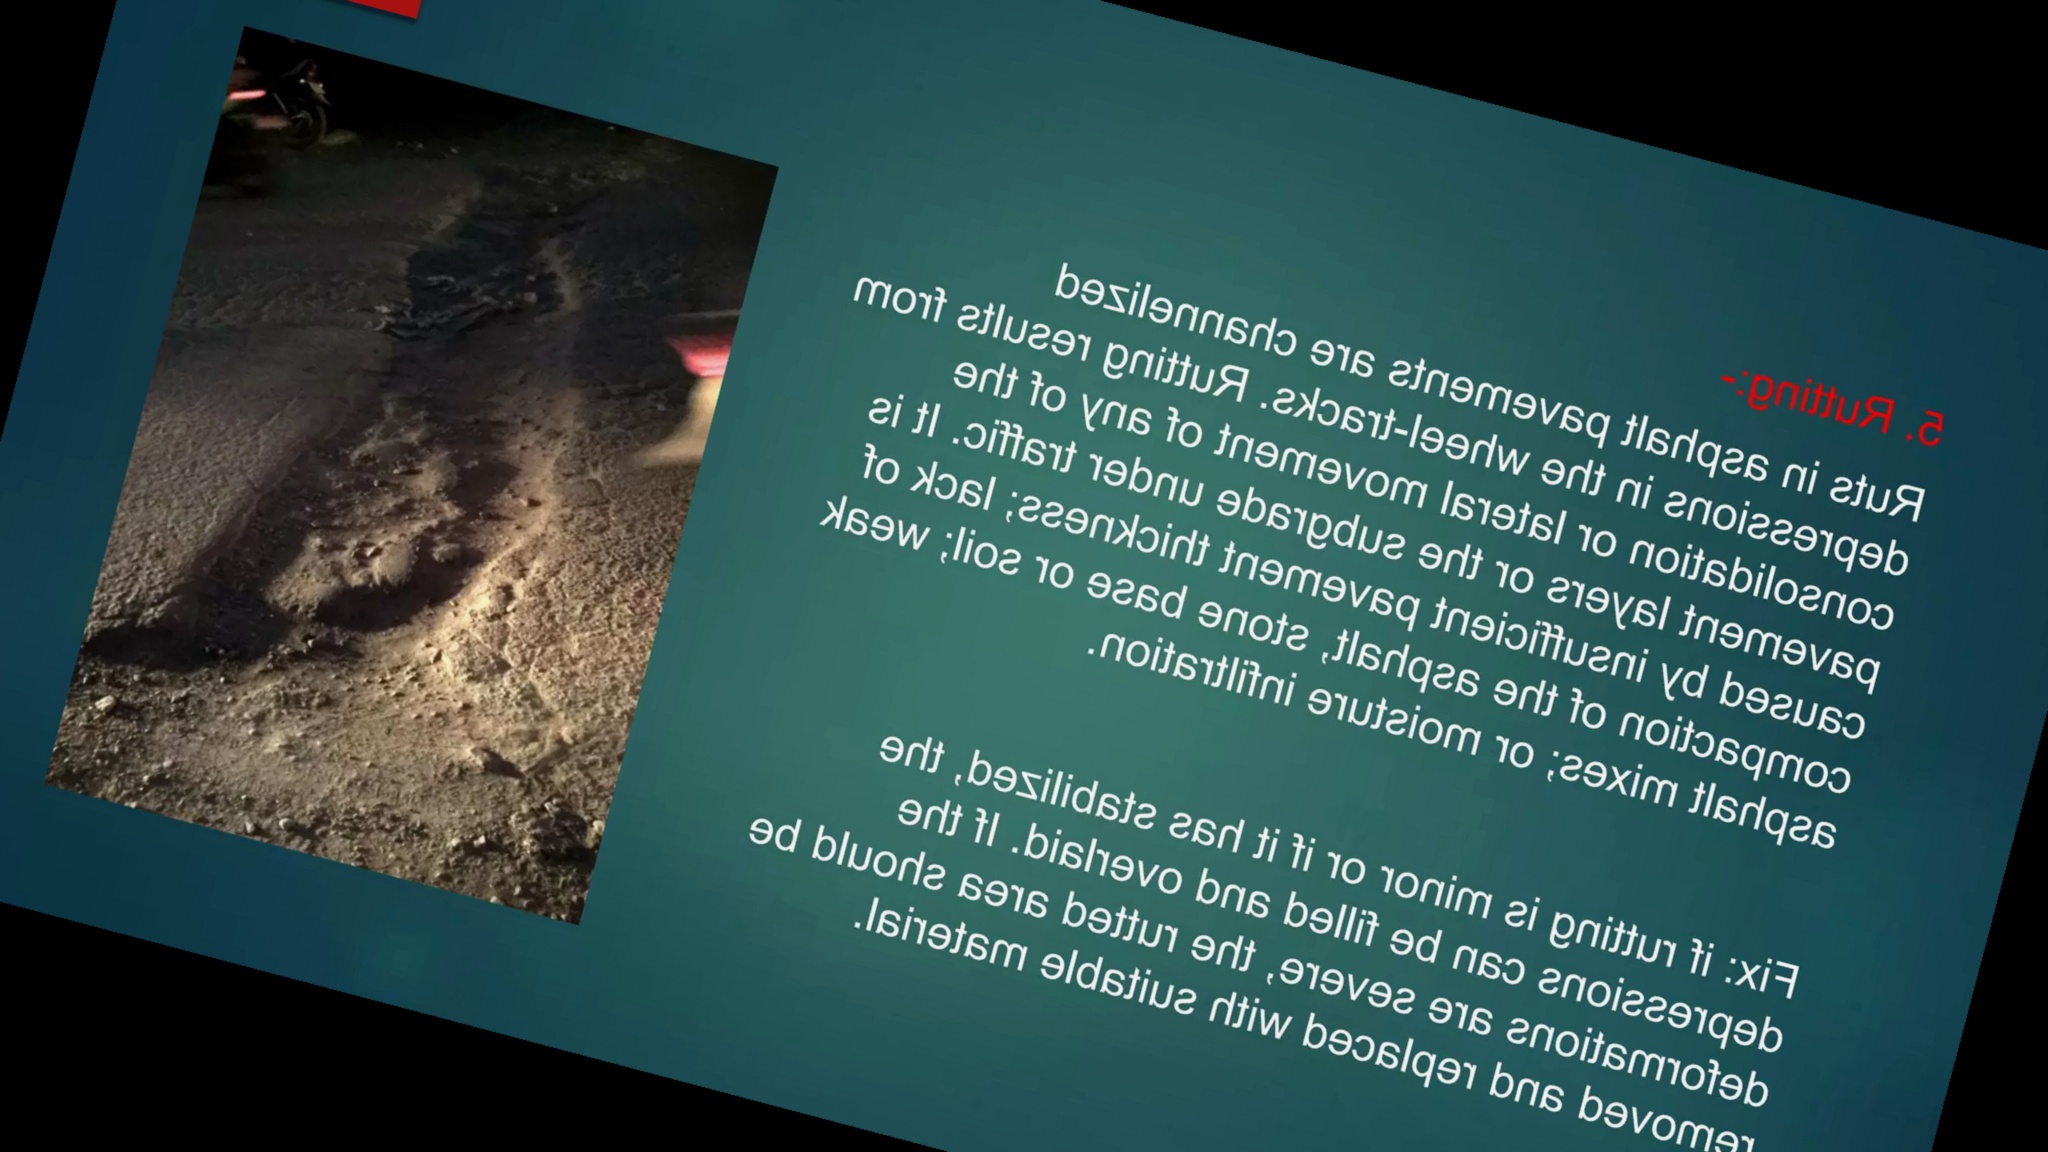 5. Rutting:-
Ruts in asphalt pavements are channelized
depressions in the wheel-tracks. Rutting results from
consolidation or lateral movement of any of the
pavement layers or the subgrade under traffic. It is
caused by insufficient pavement thickness; lack of
compaction of the asphalt, stone base or soil; weak
asphalt mixes; or moisture infiltration.
Fix: if rutting is minor or if it has stabilized, the
depressions can be filled and overlaid. If the
deformations are severe, the rutted area should be
removed and replaced with suitable material.